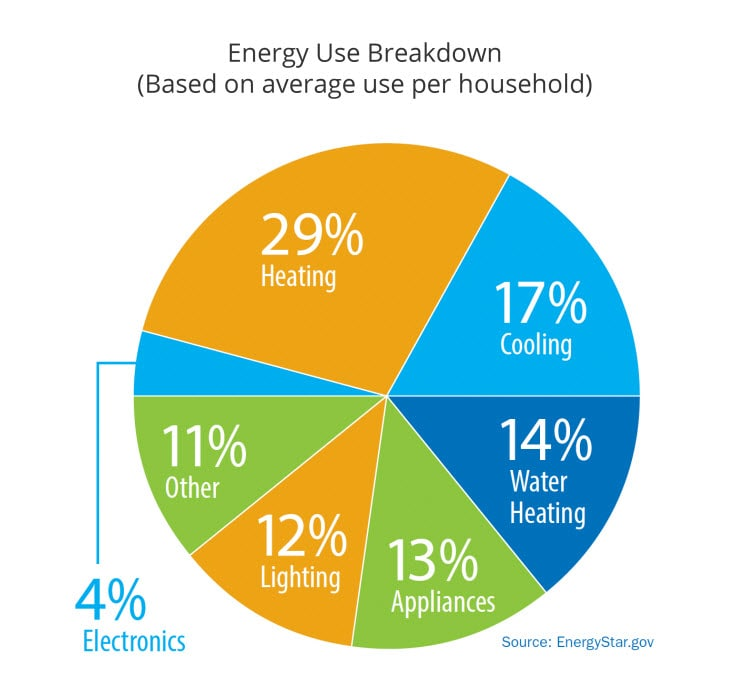 Energy Use Breakdown
(Based on average use per household)
29%
Heating
17%
Cooling
14%
Water
Heating
13%
Appliances
12%
Lighting
11%
Other
4%
Electronics
Source: EnergyStar.gov